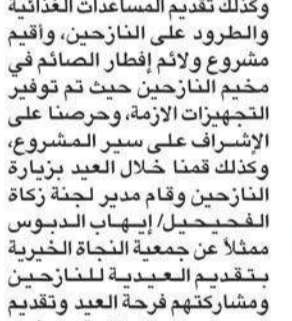 وكذلك تقديم المساعدات الغذائية
والطرود على النازحين، وأقيم
مشروع ولائم إفطار الصائم في
مخيم النازحين حيث تم توفير
التجهيزات الازمة، وحرصنا على
الإشراف على سير المشروع،
وكذلك قمنا خلال العيد بزيارة
النازحين وقام مدير لجنة زكاة
الفحيحيل/ إيهاب الدبوس
ممثلاً عن جمعية النجاة الخيرية
بتقديم العيدية للنازحين
ومشاركتهم فرحة العيد وتقديم